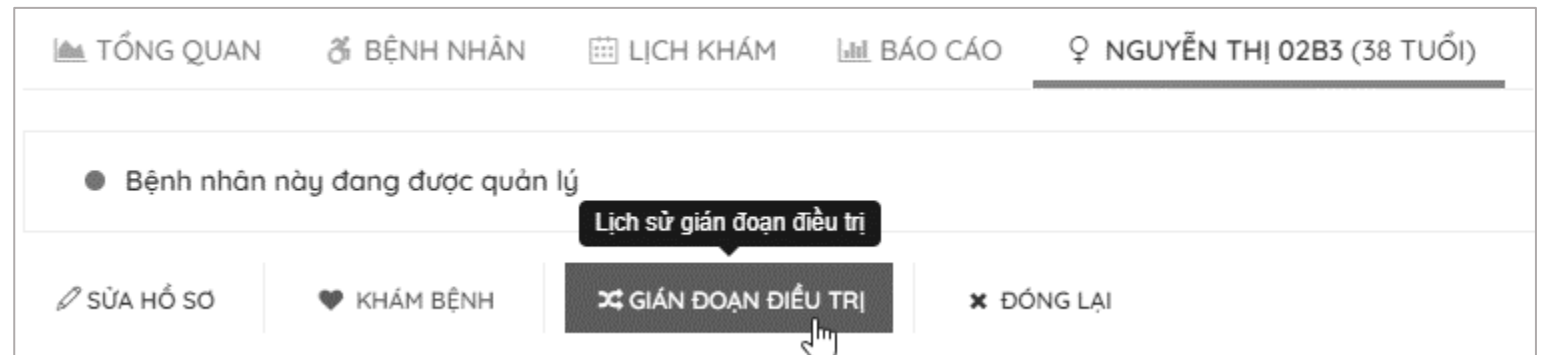 TỔNG QUAN BỆNH NHÂN LỊCH KHÁM BÁO CÁO NGUYỄN THỊ 02B3 (38 TUỔI)
Bệnh nhân này đang được quản lý
Lịch sử gián đoạn điều trị
SỬA HỒ SƠ KHÁM BỆNH GIÁN ĐOẠN ĐIỀU TRỊ ĐÓNG LẠI